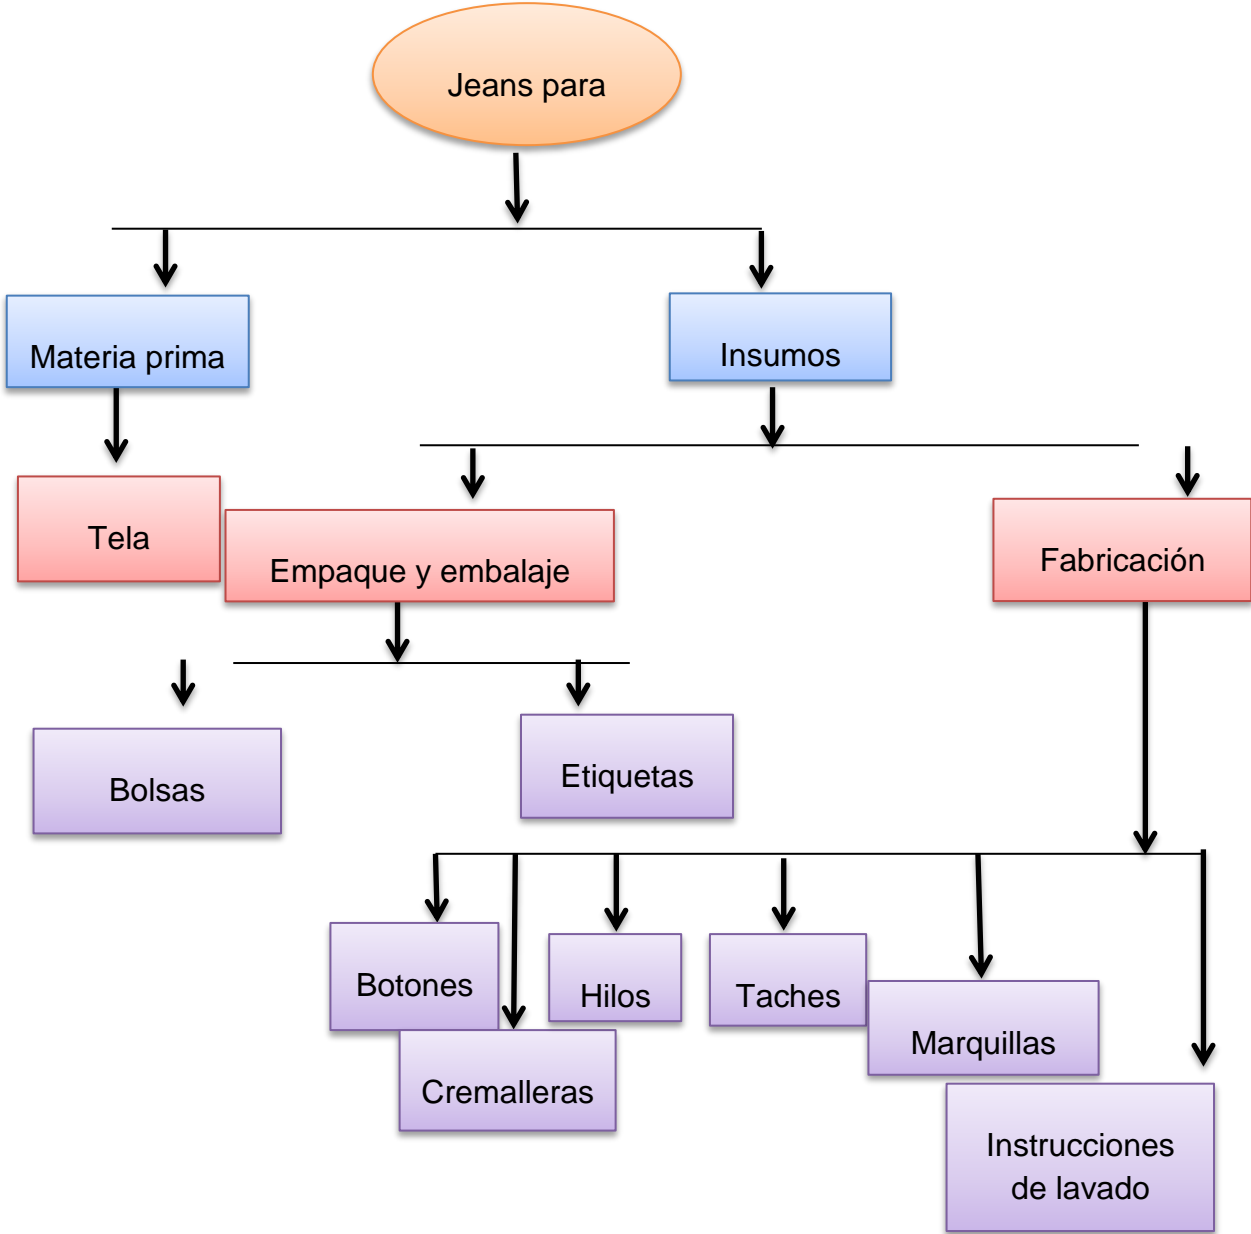 Jeans para
Materia prima
Insumos
Tela
Empaque y embalaje
Fabricación
Bolsas
Etiquetas
Botones
Hilos
Taches
Marquillas
Cremalleras
Instrucciones
de lavado